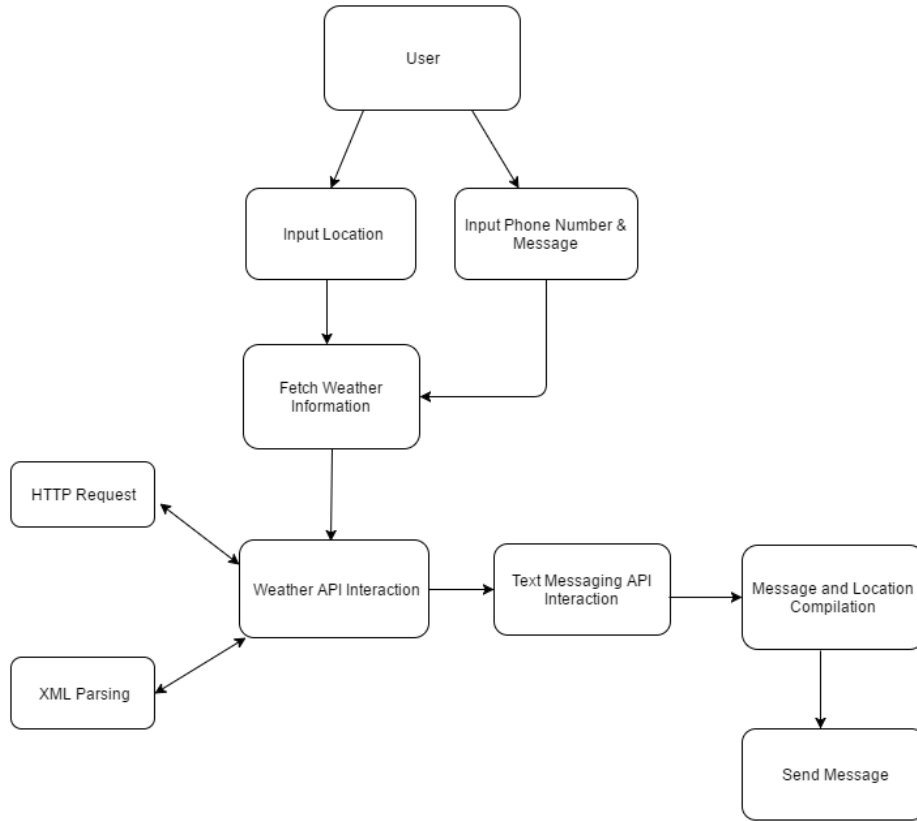 User
Input Location
Input Phone Number &
Message
Fetch Weather
Information
HTTP Request
Weather API Interaction
Text Messaging API
Interaction
Message and Location
Compilation
XML Parsing
Send Message